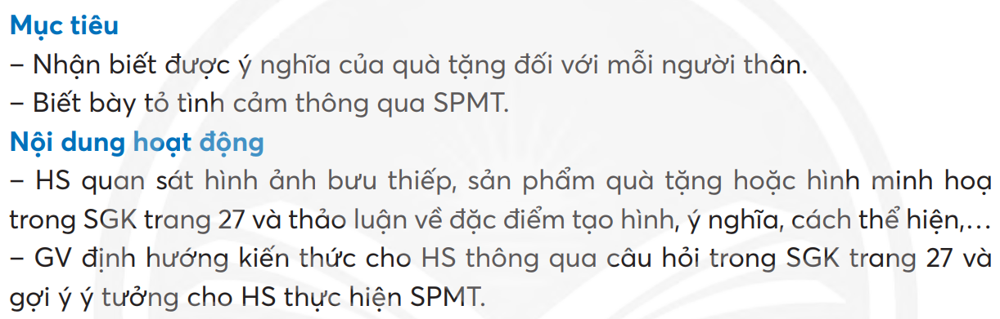 Mục tiêu
– Nhận biết được ý nghĩa của quà tặng đối với mỗi người thân.
– Biết bày tỏ tình cảm thông qua SPMT.
Nội dung hoạt động
– HS quan sát hình ảnh bưu thiếp, sản phẩm quà tặng hoặc hình minh hoạ
trong SGK trang 27 và thảo luận về đặc điểm tạo hình, ý nghĩa, cách thể hiện,…
– GV định hướng kiến thức cho HS thông qua câu hỏi trong SGK trang 27 và
gợi ý ý tưởng cho HS thực hiện SPMT.